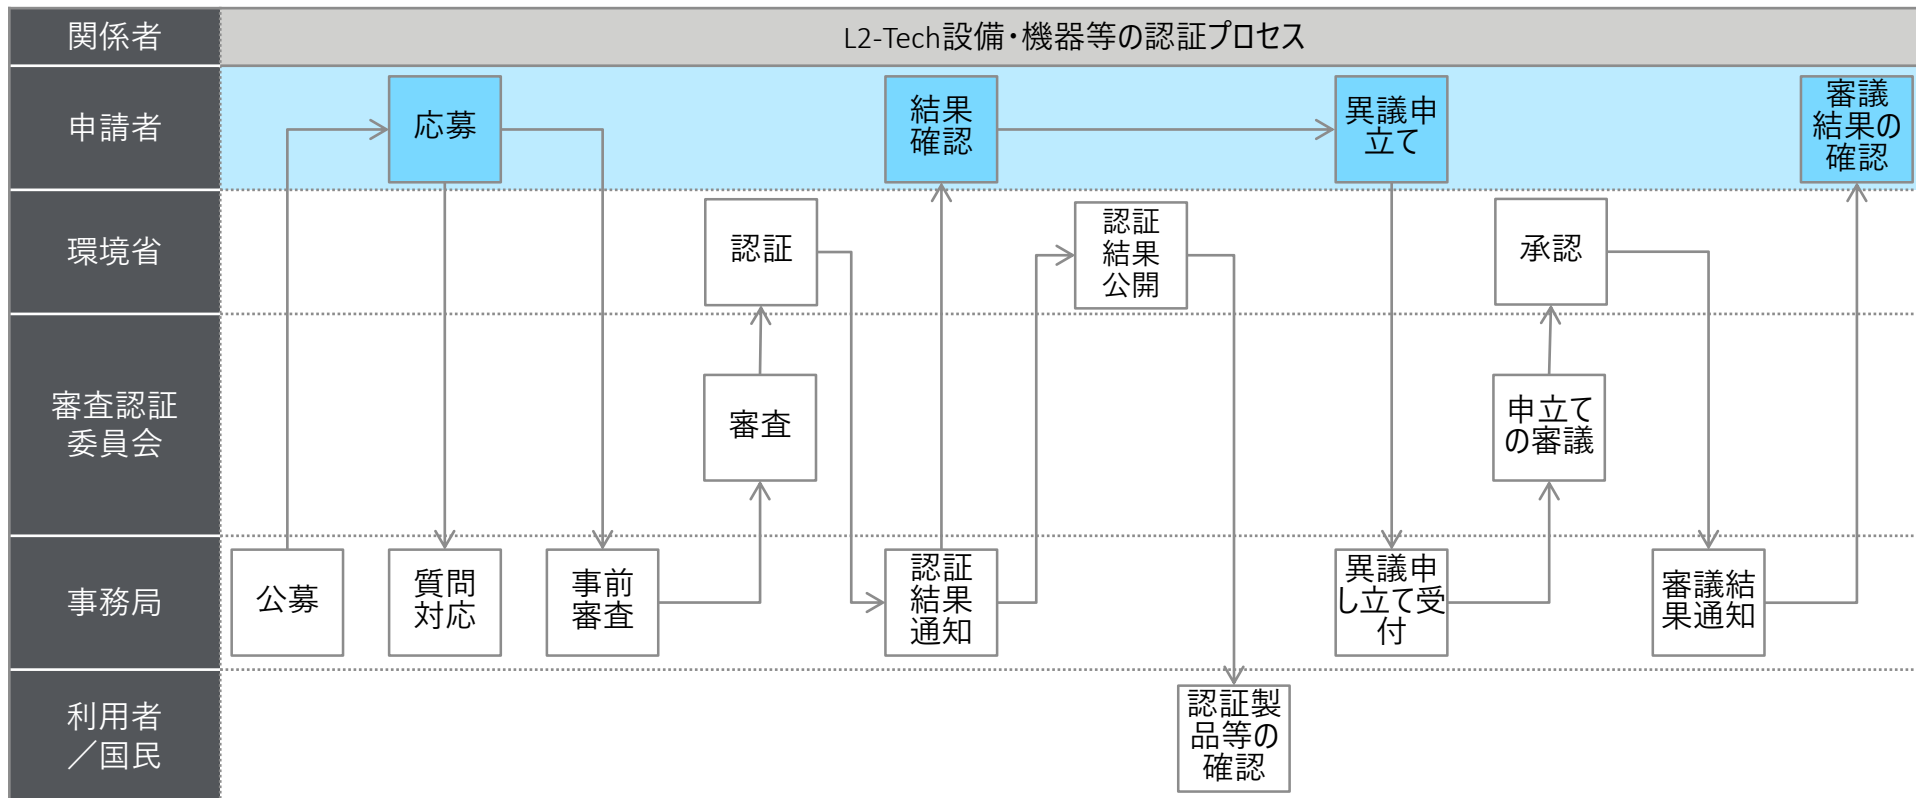 関係者
L2-Tech設備・機器等の認証プロセス
申請者
応募
結果
確認
異議申
立て
審議
結果の
確認
環境省
認証
認証
結果
公開
承認
審査認証
委員会
審査
申立て
の審議
事務局
公募
質問
対応
事前
審査
認証
結果
通知
異議申
し立て受
付
審議結
果通知
利用者
／国民
認証製
品等の
確認